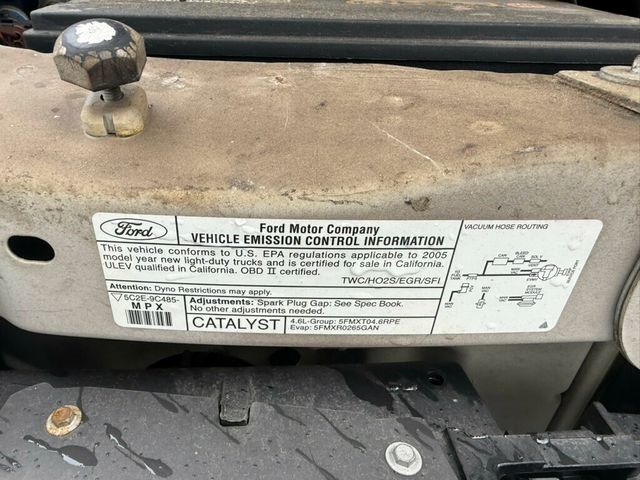 Ford
Ford Motor Company
VEHICLE EMISSION CONTROL INFORMATION
This vehicle conforms to U.S. EPA regulations applicable to 2005
model year new light-duty trucks and is certified for sale in California.
ULEV qualified in California. OBD II certified.
TWC/HO2S/EGR/SFI
Attention: Dyno Restrictions may apply.
5C2E-9C485-
MPX
Adjustments: Spark Plug Gap: See Spec Book.
No other adjustments needed.
CATALYST
4.6L-Group: 5FMXT04.6RPE
Evap: 5FMXR0265GAN
VACUUM HOSE ROUTING